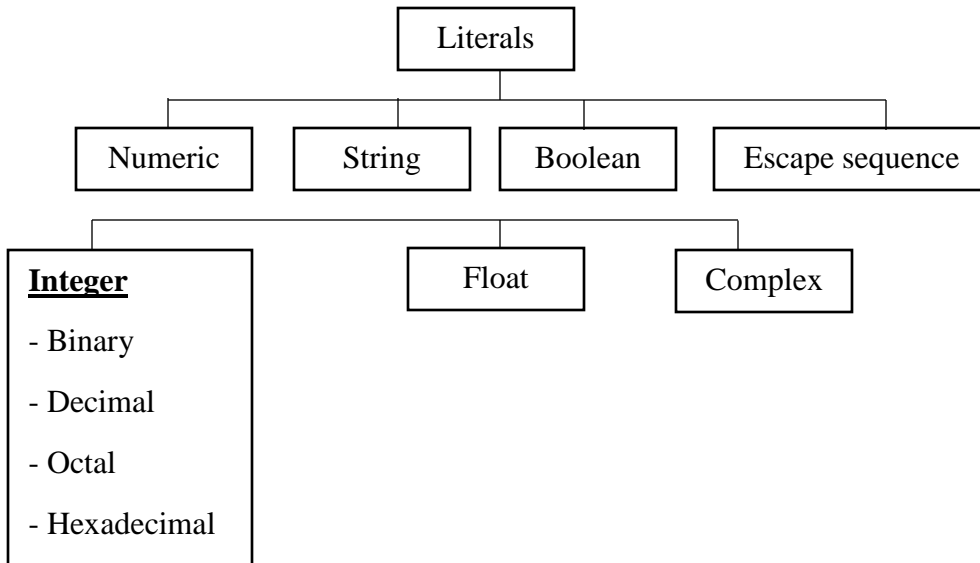 Literals
Numeric
String
Boolean
Escape sequence
Integer
- Binary
- Decimal
- Octal
- Hexadecimal
Float
Complex